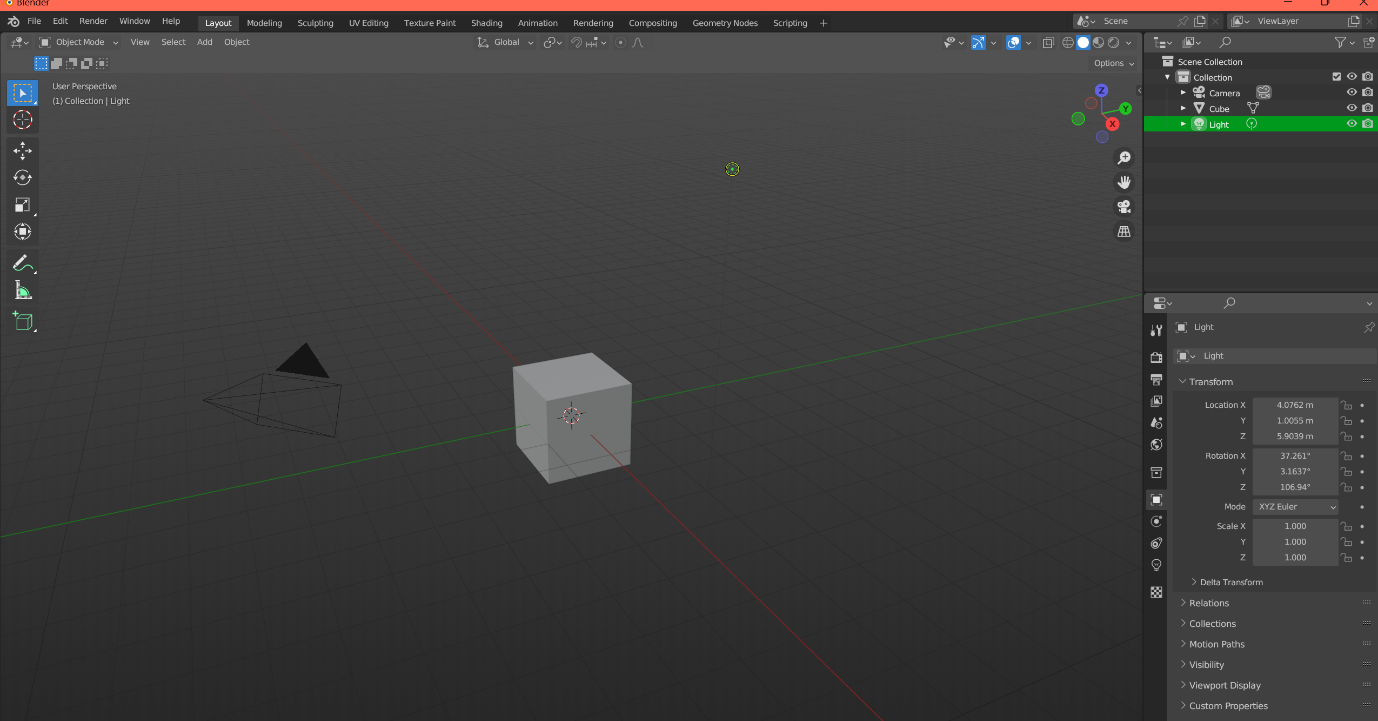 Blender
File Edit Render Window Help Layout Modeling Sculpting UV Editing Texture Paint Shading Animation Rendering Compositing Geometry Nodes Scripting + Scene ViewLayer
Object Mode View Select Add Object Global
Options
User Perspective
(1) Collection | Light
Z
Y
X
Scene Collection
Collection
Camera
Cube
Light
Light
Light
Transform
Location X 4.0762 m
Y 1.0055 m
Z 5.9039 m
Rotation X 37.261°
Y 3.1637°
Z 106.94°
Mode XYZ Euler
Scale X 1.000
Y 1.000
Z 1.000
Delta Transform
Relations
Collections
Motion Paths
Visibility
Viewport Display
Custom Properties